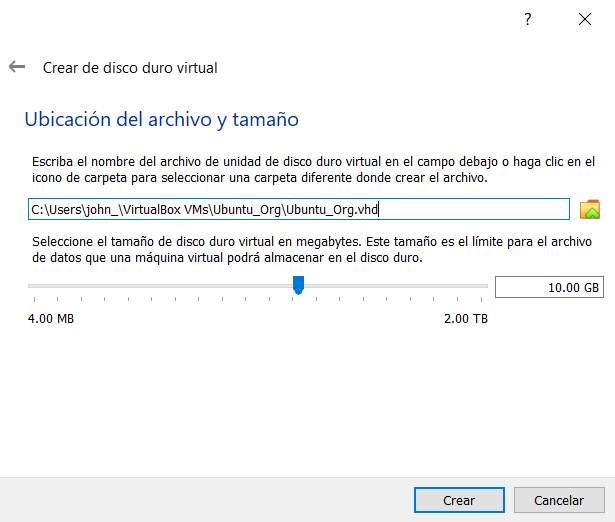 ?
Crear de disco duro virtual
Ubicación del archivo y tamaño
Escriba el nombre del archivo de unidad de disco duro virtual en el campo debajo o haga clic en el
icono de carpeta para seleccionar una carpeta diferente donde crear el archivo.
C:\Users\john_\VirtualBox VMs\Ubuntu_Org\Ubuntu_Org.vhd
Seleccione el tamaño de disco duro virtual en megabytes. Este tamaño es el límite para el archivo
de datos que una máquina virtual podrá almacenar en el disco duro.
10.00 GB
4.00 MB
2.00 TB
Crear
Cancelar